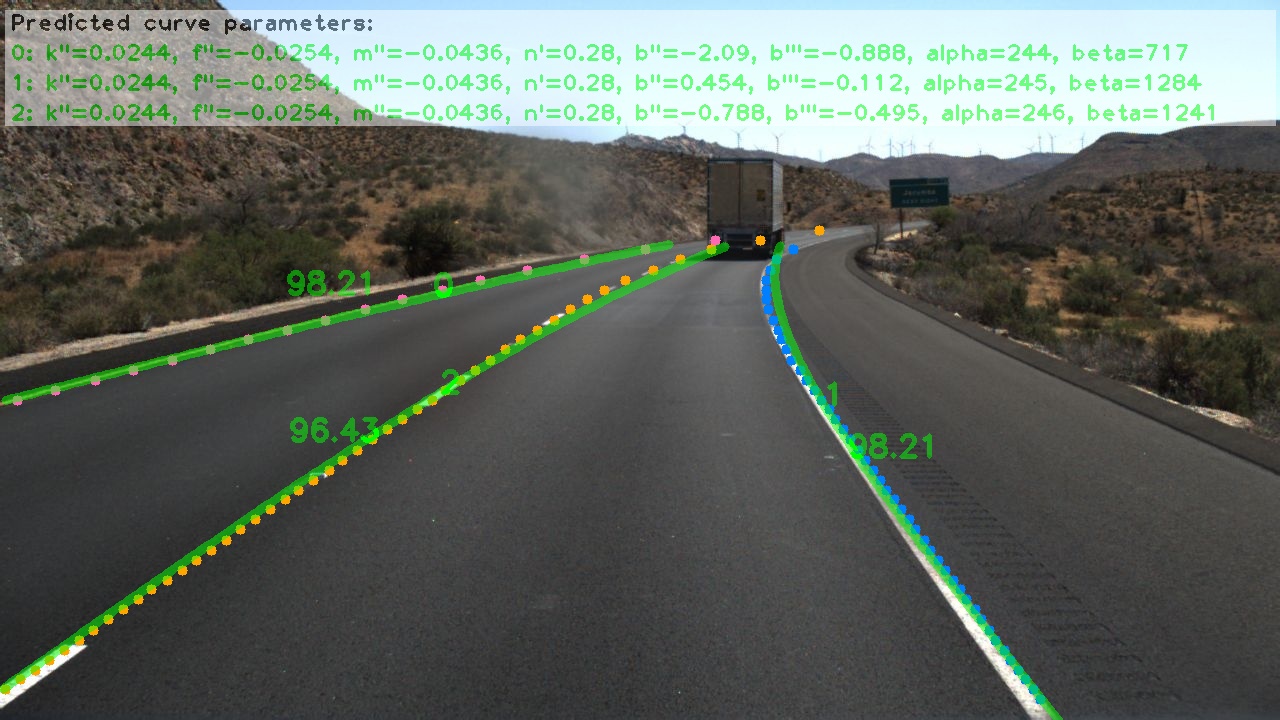 Predicted curve parameters:
0: k''=0.0244, f''=−0.0254, m''=−0.0436, n'=0.28, b''=−2.09, b'''=−0.888, alpha=244, beta=717
1: k''=0.0244, f''=−0.0254, m''=−0.0436, n'=0.28, b''=0.454, b'''=−0.112, alpha=245, beta=1284
2: k''=0.0244, f''=−0.0254, m''=−0.0436, n'=0.28, b''=−0.788, b'''=−0.495, alpha=246, beta=1241
Jacumba
98.21 0
2
1
96.43
98.21